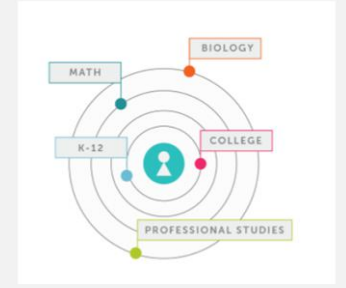 BIOLOGY
MATH
COLLEGE
K-12
PROFESSIONAL STUDIES